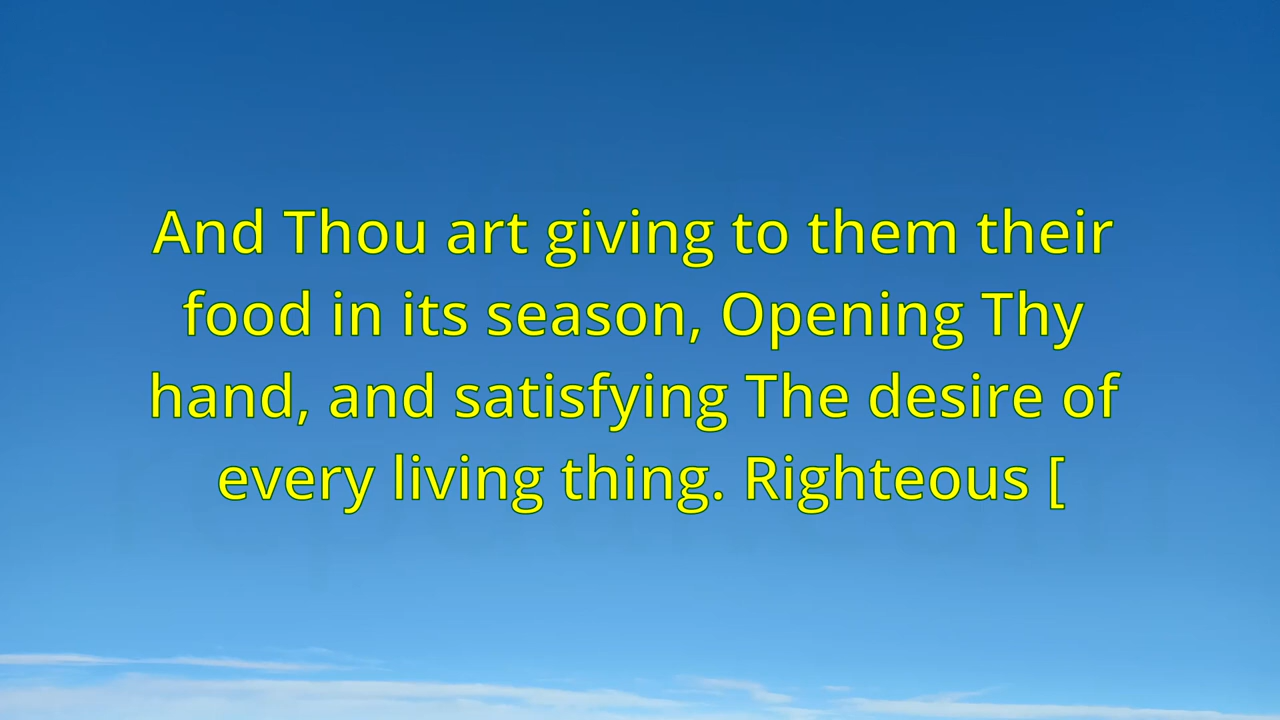 And Thou art giving to them their
food in its season, Opening Thy
hand, and satisfying The desire of
every living thing. Righteous [